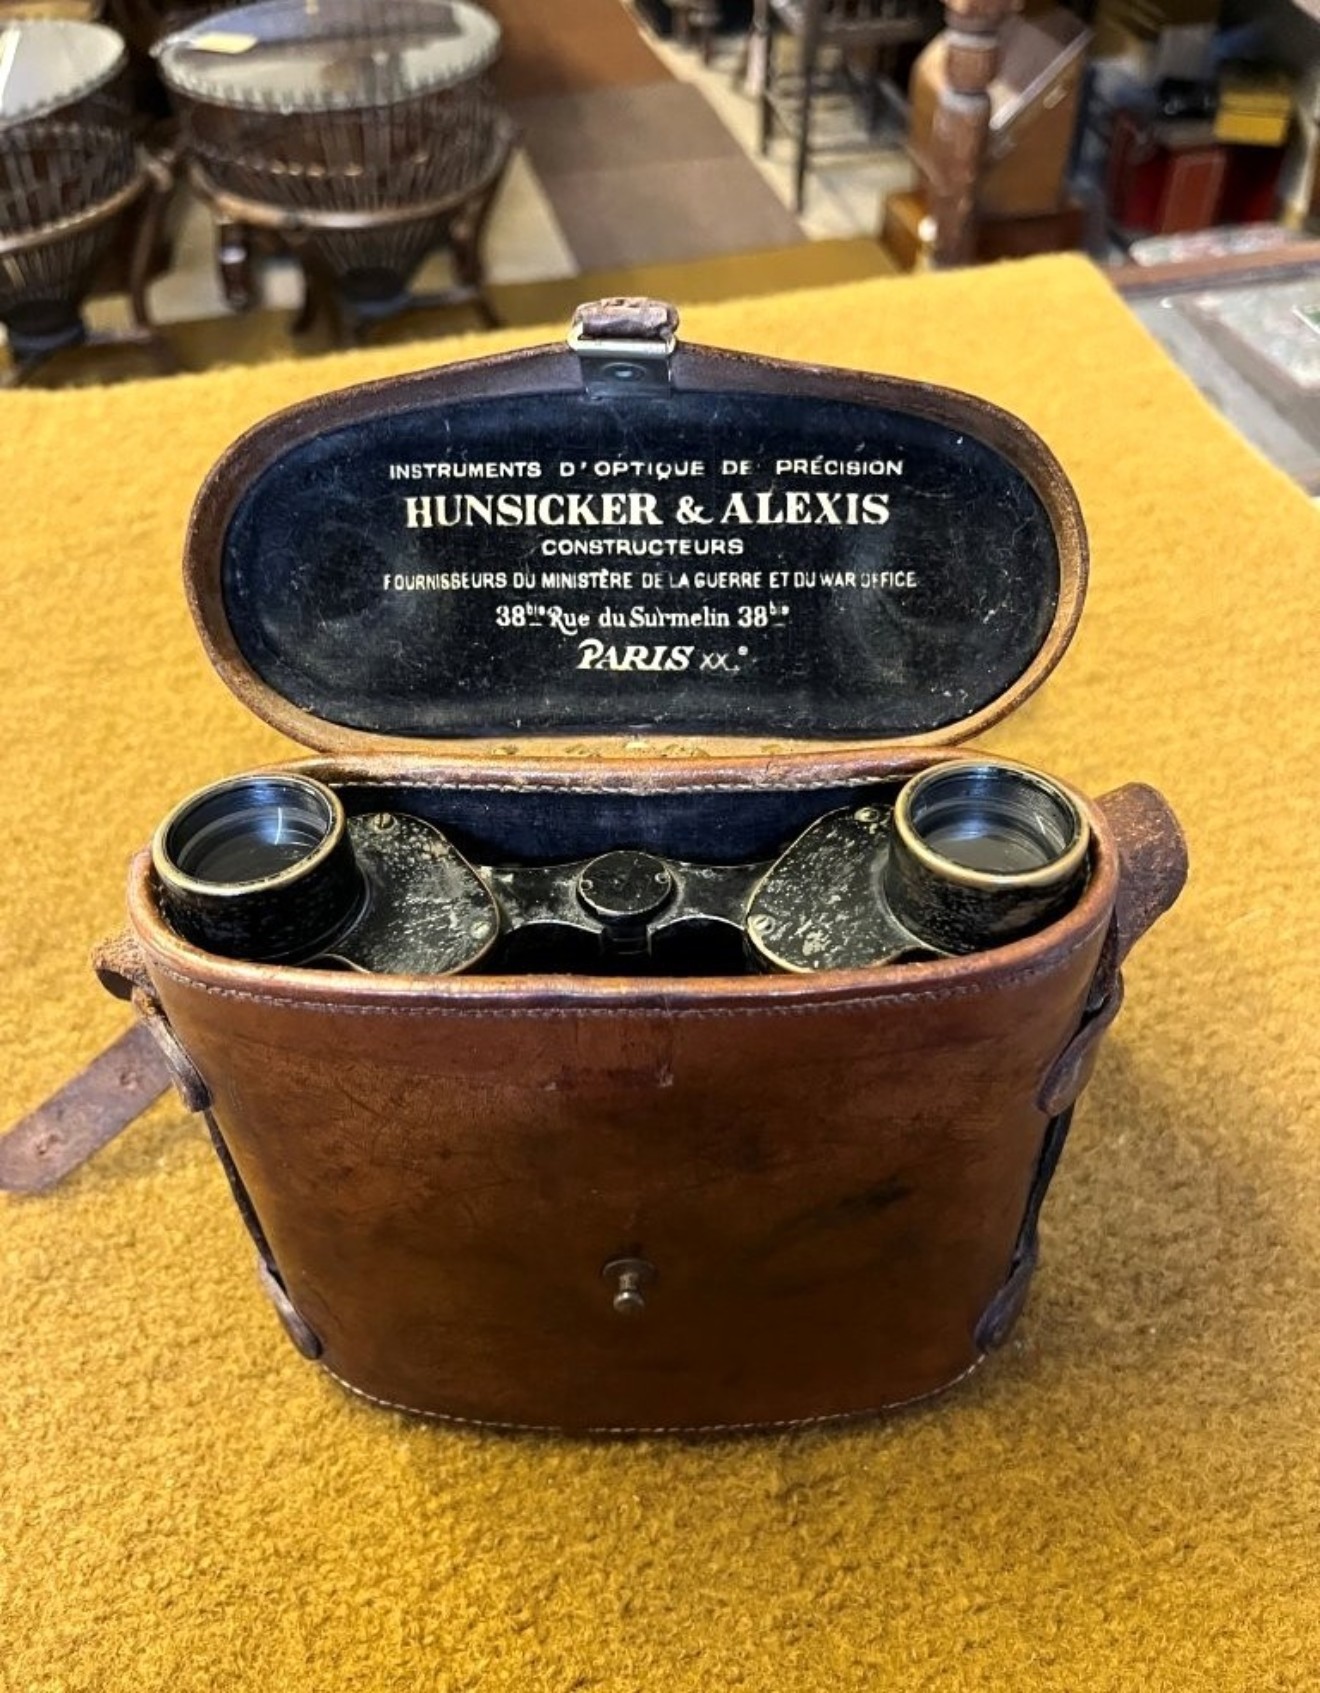 INSTRUMENTS D'OPTIQUE DE PRÉCISION
HUNSICKER & ALEXIS
CONSTRUCTEURS
FOURNISSEURS DU MINISTÈRE DE LA GUERRE ET DU WAR OFFICE
38bis Rue du Surmelin 38bis
PARIS XX.e